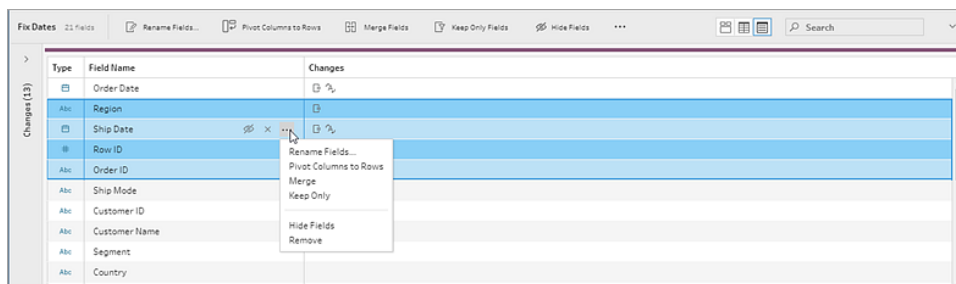 Fix Dates 21 fields Rename Fields... Pivot Columns to Rows Merge Fields Keep Only Fields Hide Fields ... Search
Changes (13)
Type Field Name Changes
Order Date
Abc Region
Ship Date
# Row ID
Abc Order ID
Abc Ship Mode
Abc Customer ID
Abc Customer Name
Abc Segment
Abc Country
Rename Fields...
Pivot Columns to Rows
Merge
Keep Only
Hide Fields
Remove